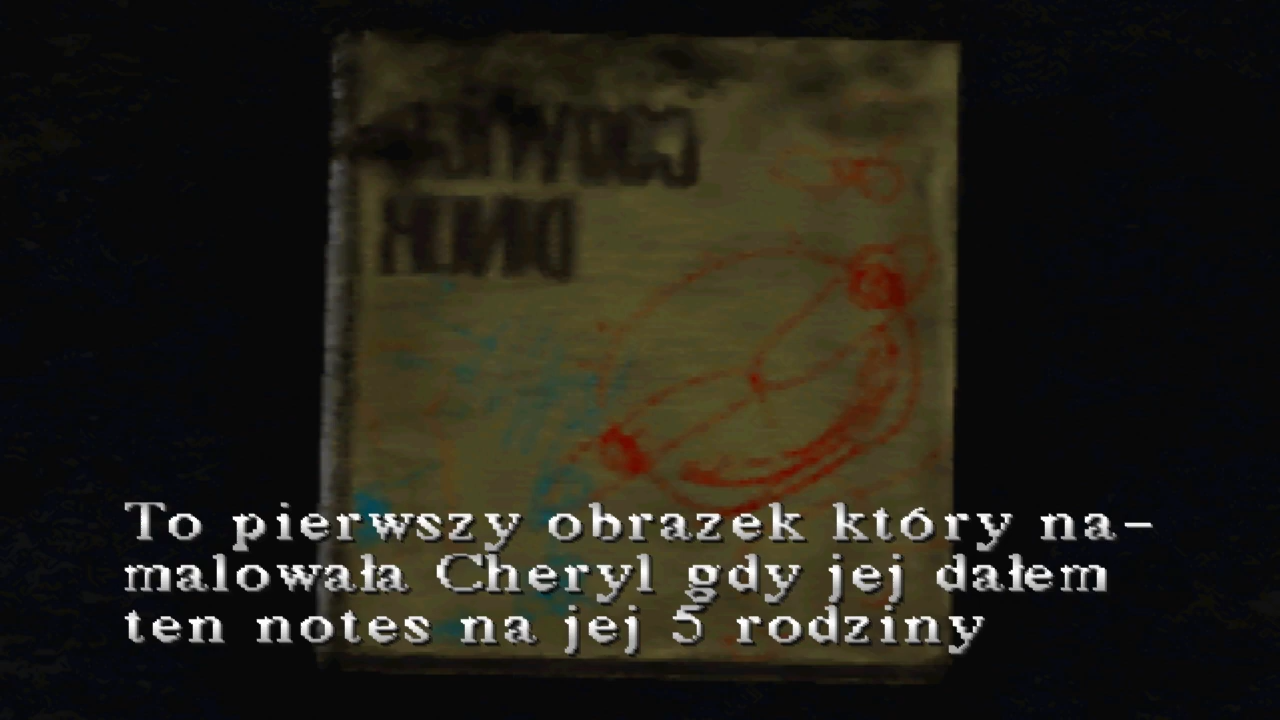 To pierwszy obrazek który na-
malowała Cheryl gdy jej dałem
ten notes na jej 5 rodziny